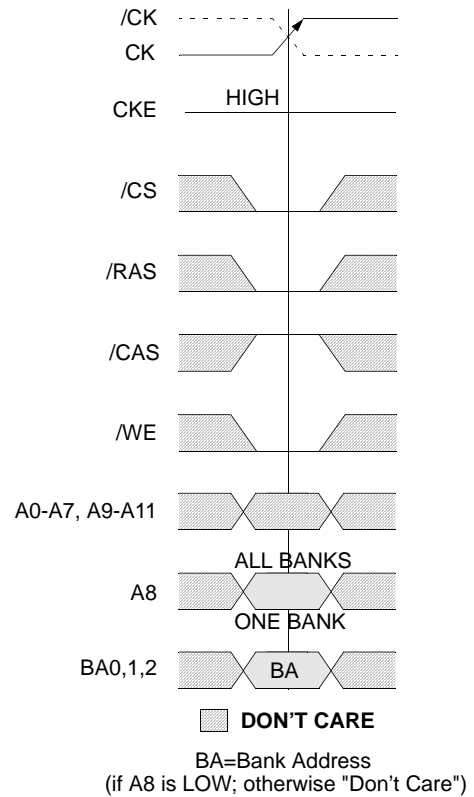 /CK
CK
CKE
HIGH
/CS
/RAS
/CAS
/WE
A0-A7, A9-A11
ALL BANKS
A8
ONE BANK
BA0,1,2
BA
DON'T CARE
BA=Bank Address
(if A8 is LOW; otherwise "Don't Care")